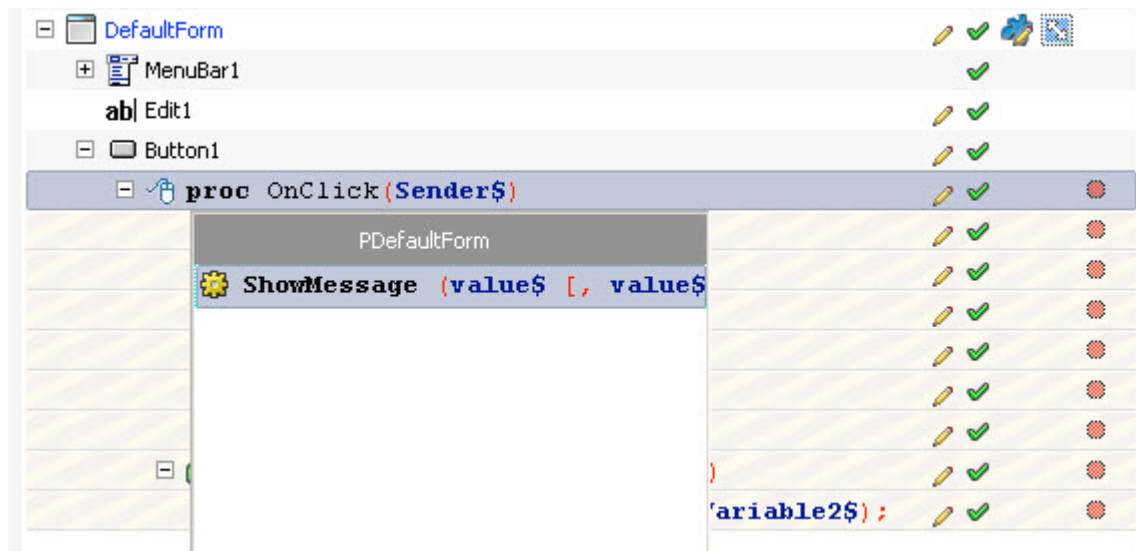 DefaultForm
MenuBar1
ab| Edit1
Button1
proc OnClick(Sender$)
PDefaultForm
ShowMessage (value$ [, value$
)
ariable2$);